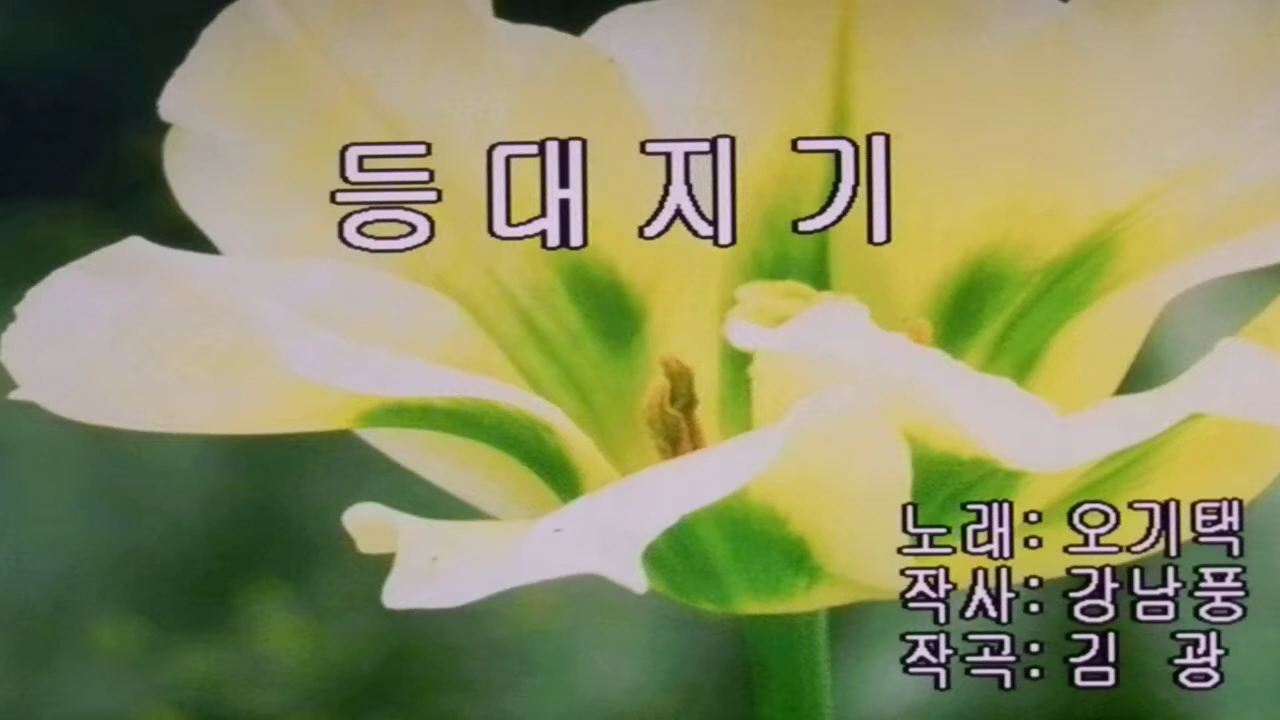 등대지기
노래: 오기택
작사: 강남풍
작곡: 김 광